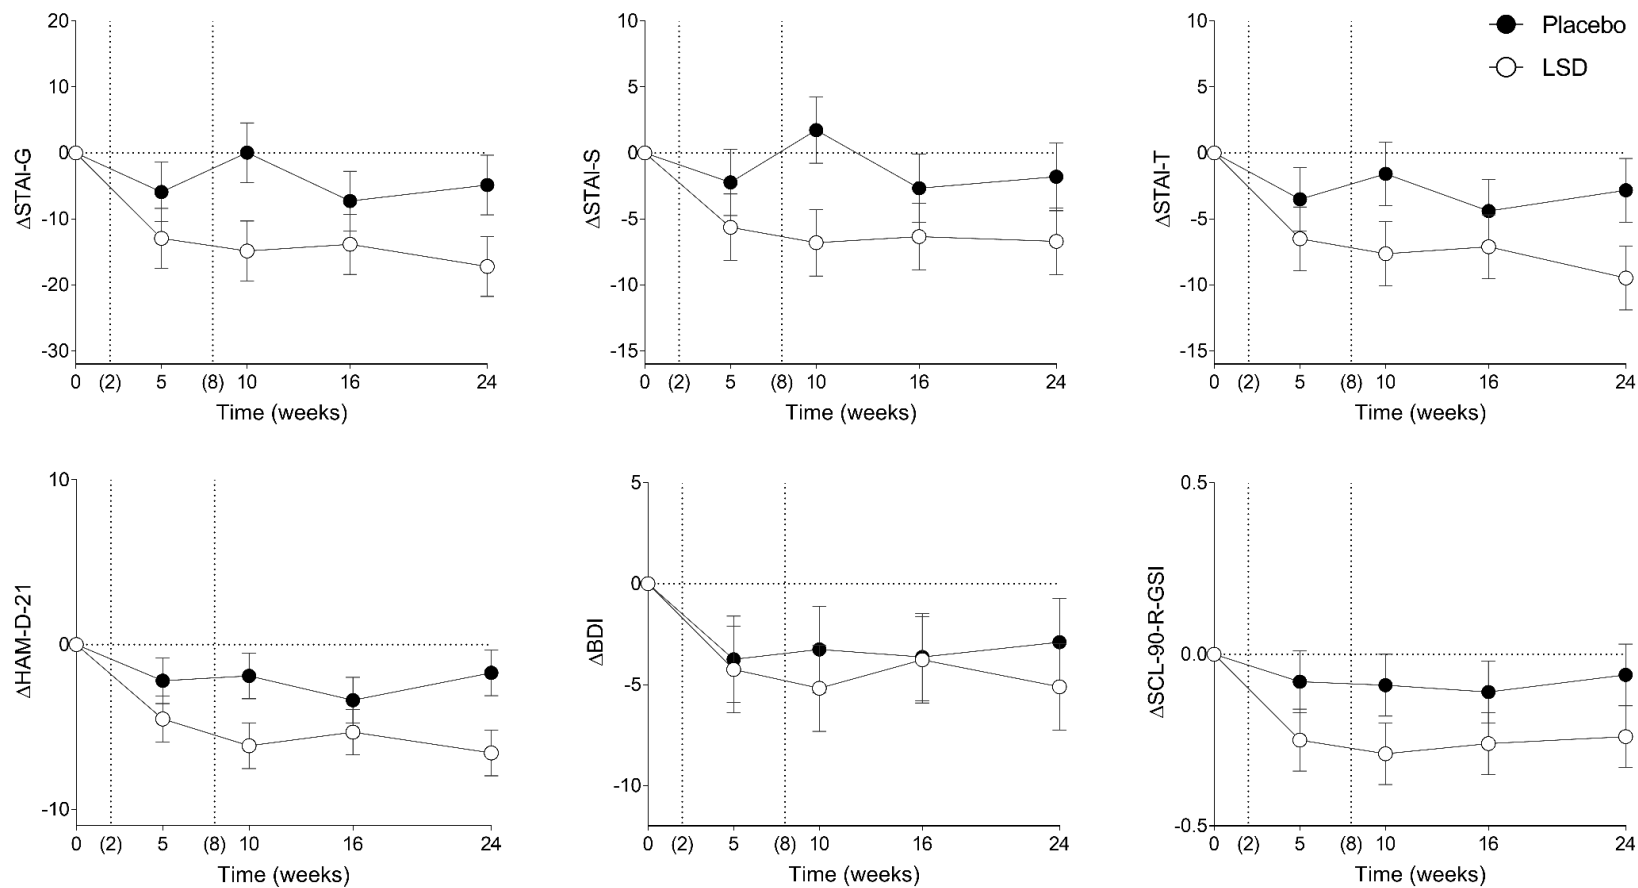 Placebo
LSD
ΔSTAI-G
20
10
0
-10
-20
-30
0 (2) 5 (8) 10 16 24
Time (weeks)
ΔSTAI-S
10
5
0
-5
-10
-15
0 (2) 5 (8) 10 16 24
Time (weeks)
ΔSTAI-T
10
5
0
-5
-10
-15
0 (2) 5 (8) 10 16 24
Time (weeks)
ΔHAM-D-21
10
0
-10
0 (2) 5 (8) 10 16 24
Time (weeks)
ΔBDI
5
0
-5
-10
0 (2) 5 (8) 10 16 24
Time (weeks)
ΔSCL-90-R-GSI
0.5
0.0
-0.5
0 (2) 5 (8) 10 16 24
Time (weeks)